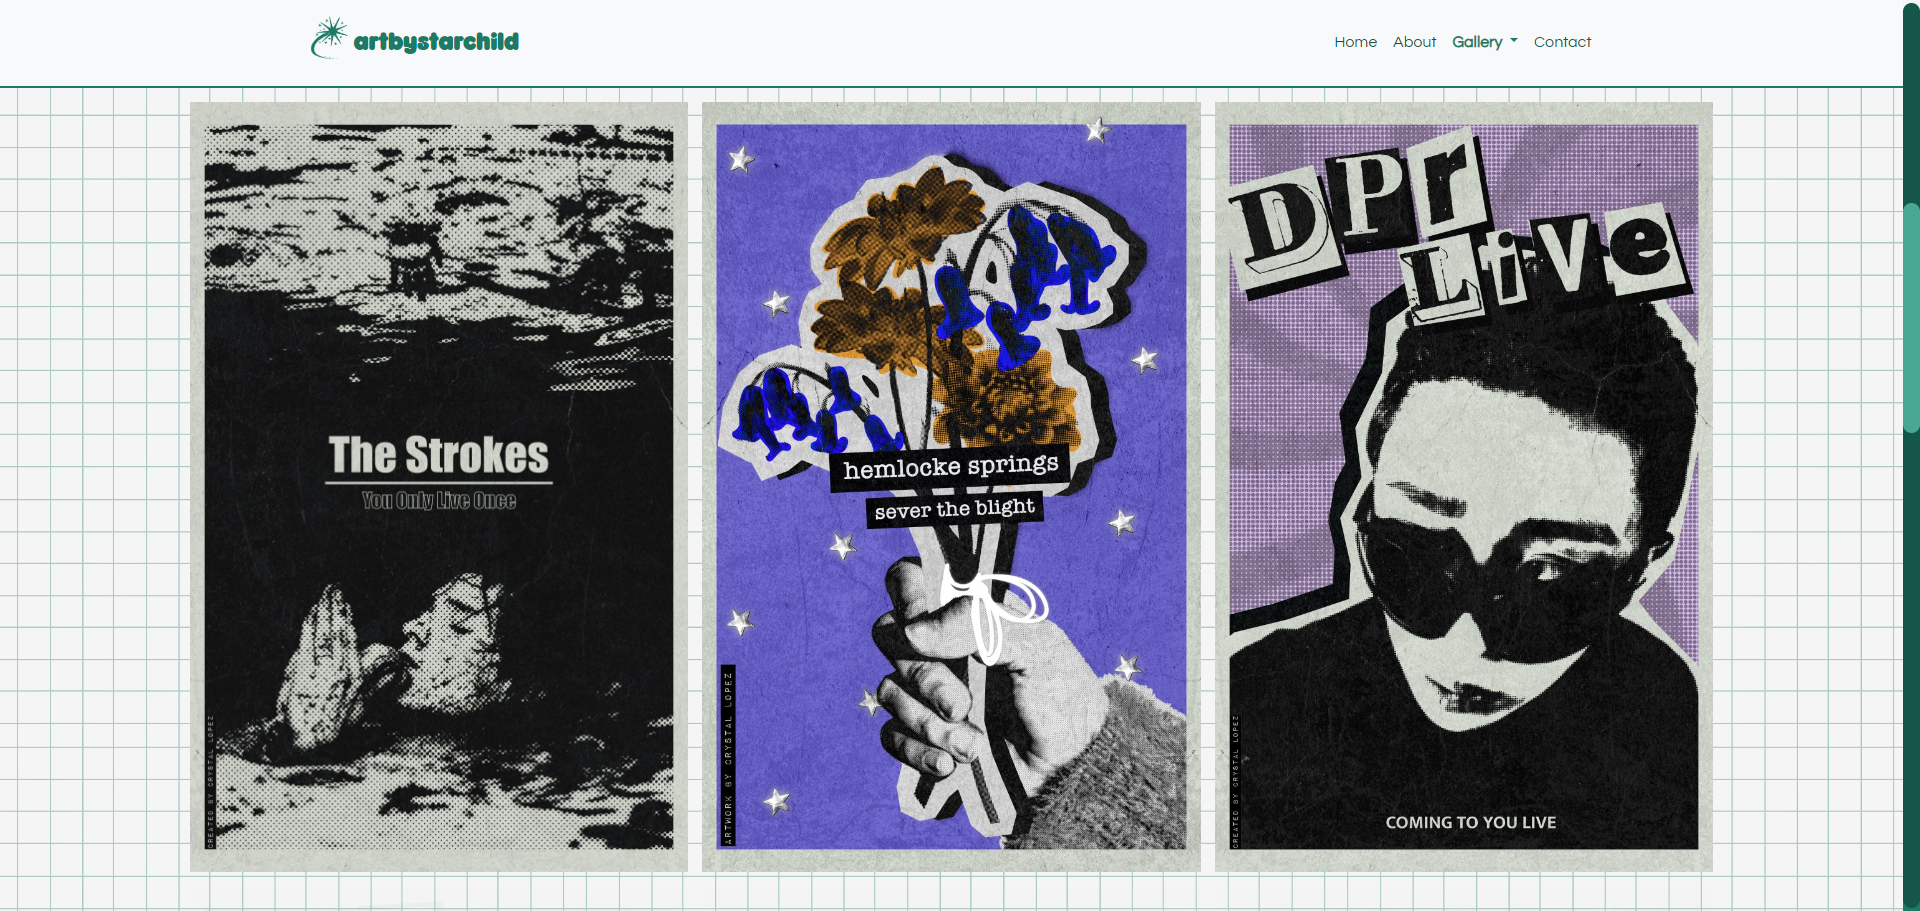 artbystarchild
Home About Gallery Contact
The Strokes
You Only Live Once
CREATED BY CRYSTAL LOPEZ
hemlocke springs
sever the blight
ARTWORK BY CRYSTAL LOPEZ
DPr
Live
COMING TO YOU LIVE
CREATED BY CRYSTAL LOPEZ